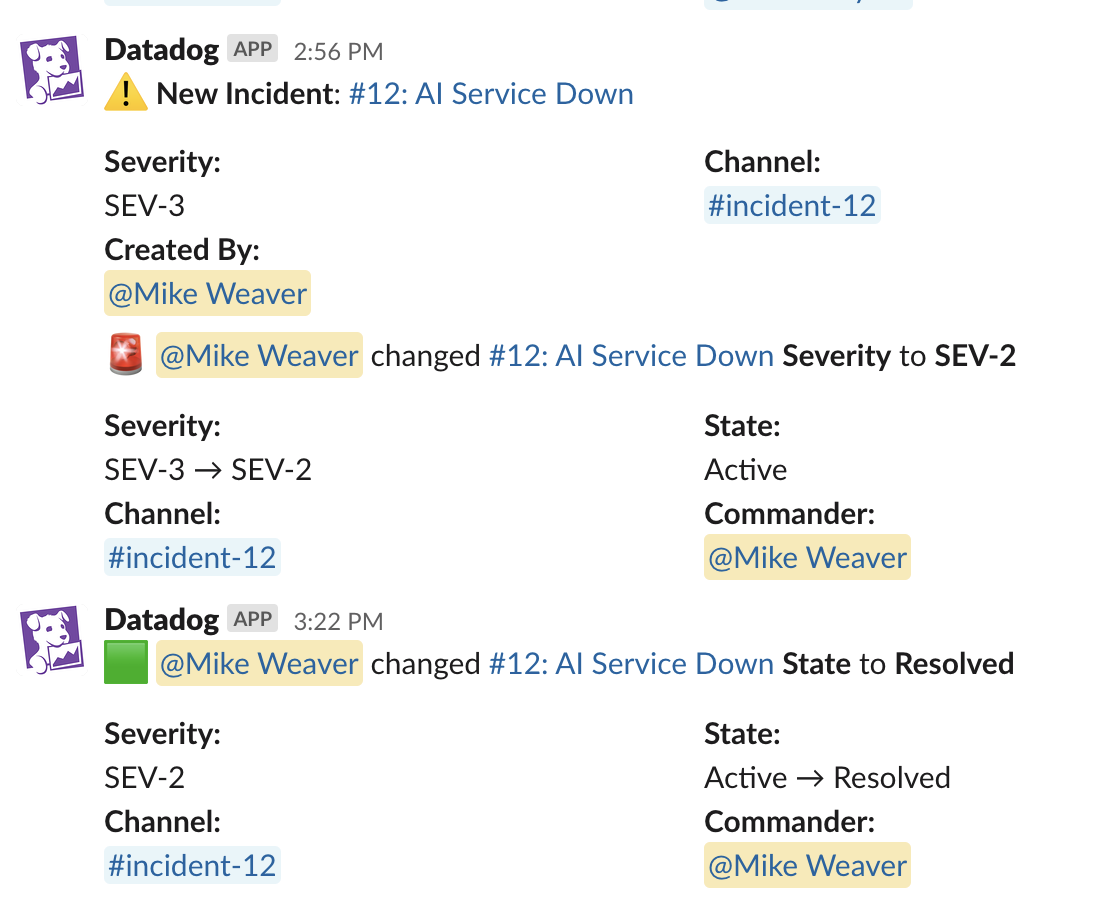 Datadog APP 2:56 PM
New Incident: #12: AI Service Down
Severity:
SEV-3
Channel:
#incident-12
Created By:
@Mike Weaver
@Mike Weaver changed #12: AI Service Down Severity to SEV-2
Severity:
SEV-3 → SEV-2
State:
Active
Channel:
#incident-12
Commander:
@Mike Weaver
Datadog APP 3:22 PM
@Mike Weaver changed #12: AI Service Down State to Resolved
Severity:
SEV-2
State:
Active → Resolved
Channel:
#incident-12
Commander:
@Mike Weaver